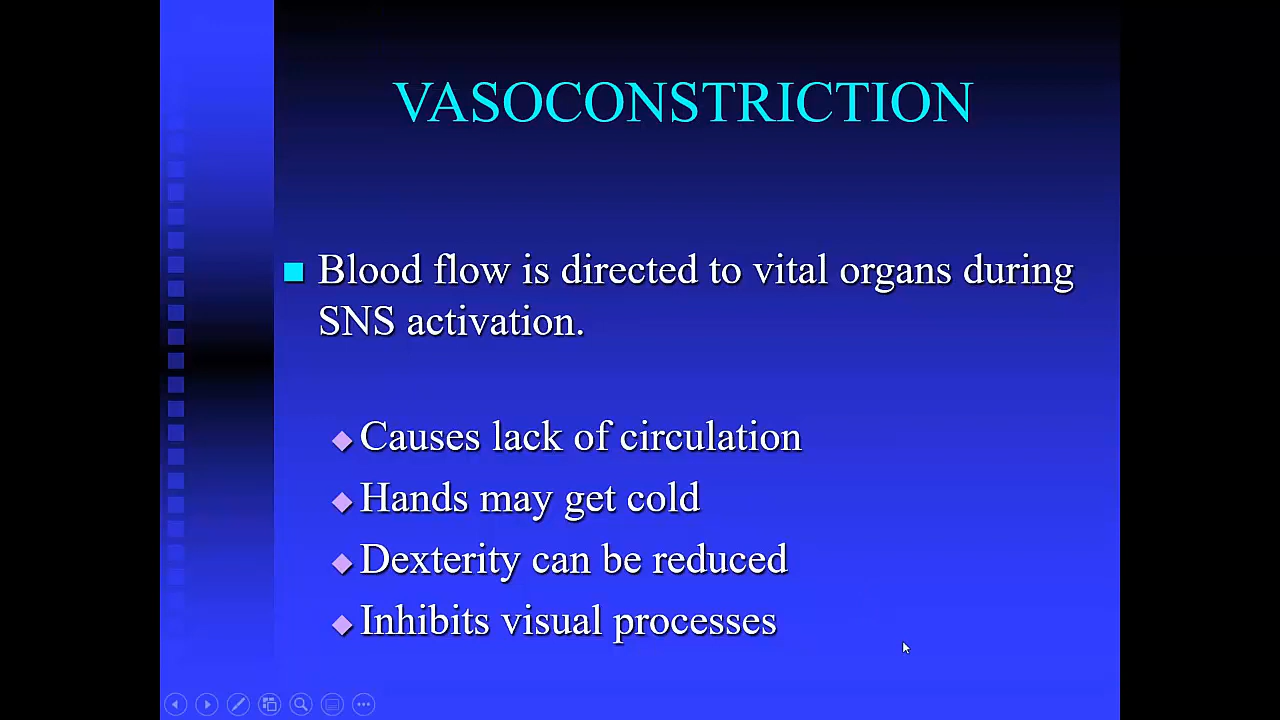 VASOCONSTRICTION
Blood flow is directed to vital organs during
SNS activation.
Causes lack of circulation
Hands may get cold
Dexterity can be reduced
Inhibits visual processes